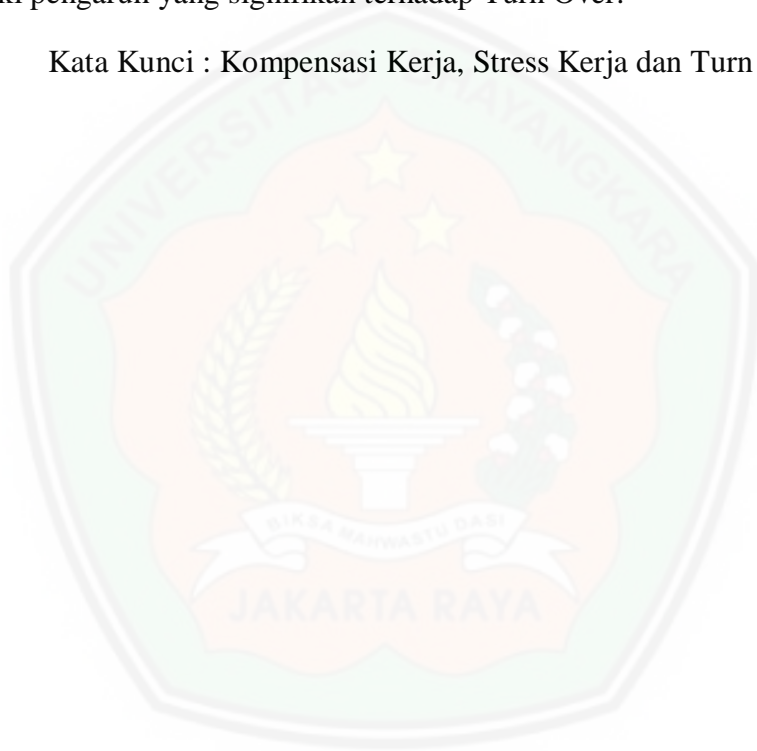 ki pengaruh yang signifikan terhadap Turn Over.
Kata Kunci : Kompensasi Kerja, Stress Kerja dan Turn
UNIVERSITAS BHAYANGKARA
BIKSA MAHWASTU DASI
JAKARTA RAYA